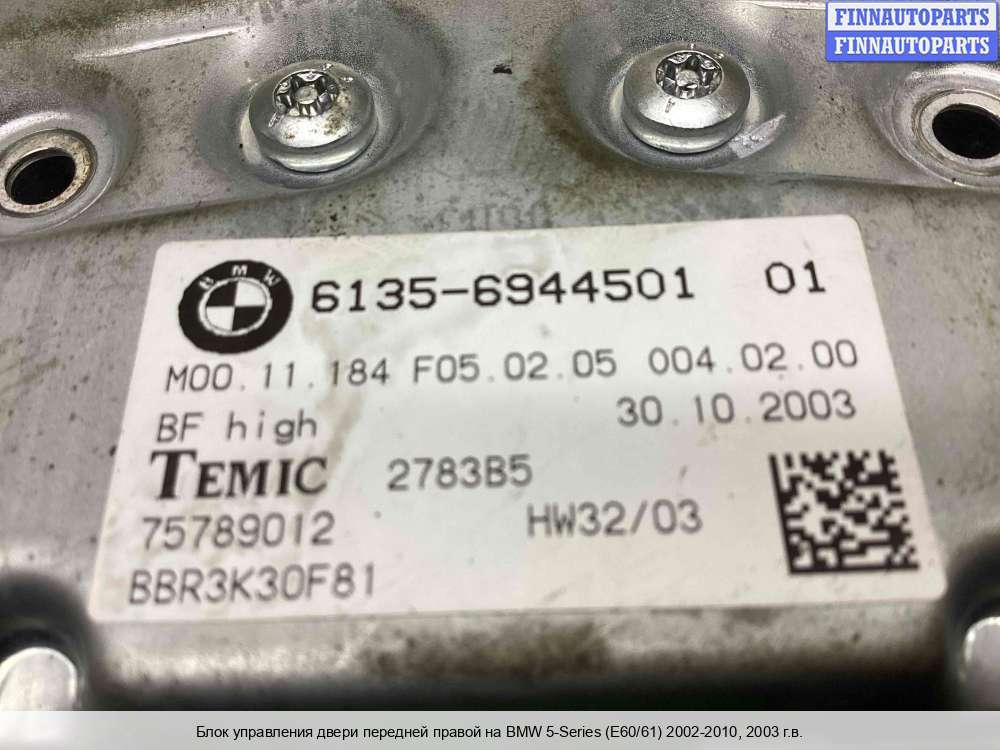 FINNAUTOPARTS
FINNAUTOPARTS
BMW
6135-6944501 01
M00.11.184 F05.02.05 004.02.00
BF high 30.10.2003
TEMIC 2783B5
75789012 HW32/03
BBR3K30F81
Блок управления двери передней правой на BMW 5-Series (E60/61) 2002-2010, 2003 г.в.